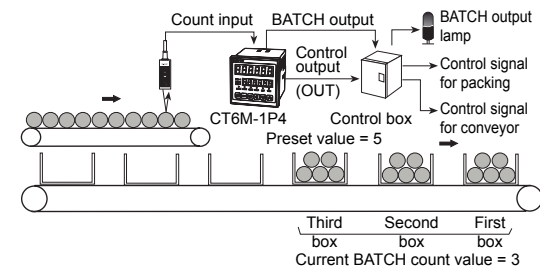 Count input
BATCH output
BATCH output
lamp
Control
output
(OUT)
Control signal
for packing
CT6M-1P4
Control box
Control signal
for conveyor
Preset value = 5
Third
box
Second
box
First
box
Current BATCH count value = 3